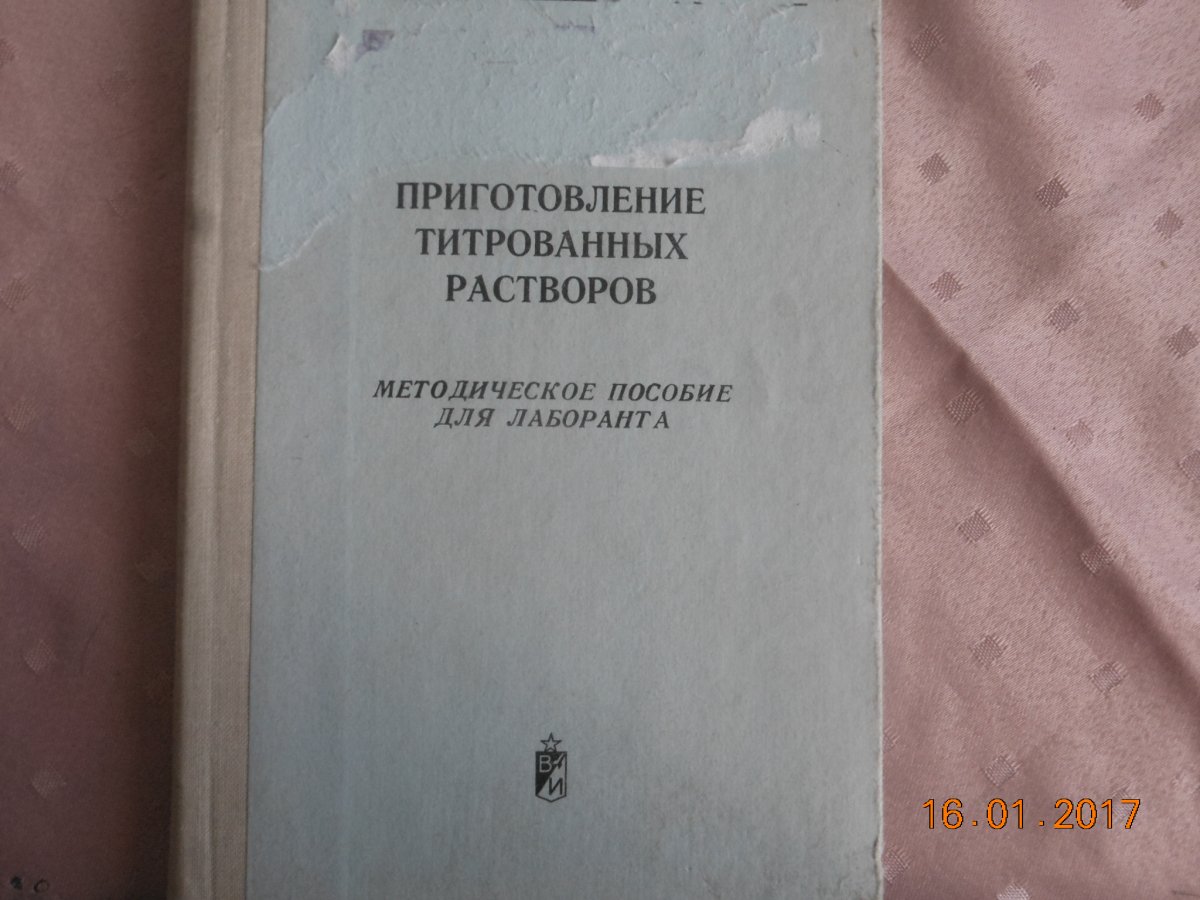 ПРИГОТОВЛЕНИЕ
ТИТРОВАННЫХ
РАСТВОРОВ
МЕТОДИЧЕСКОЕ ПОСОБИЕ
ДЛЯ ЛАБОРАНТА
В
И
16.01.2017